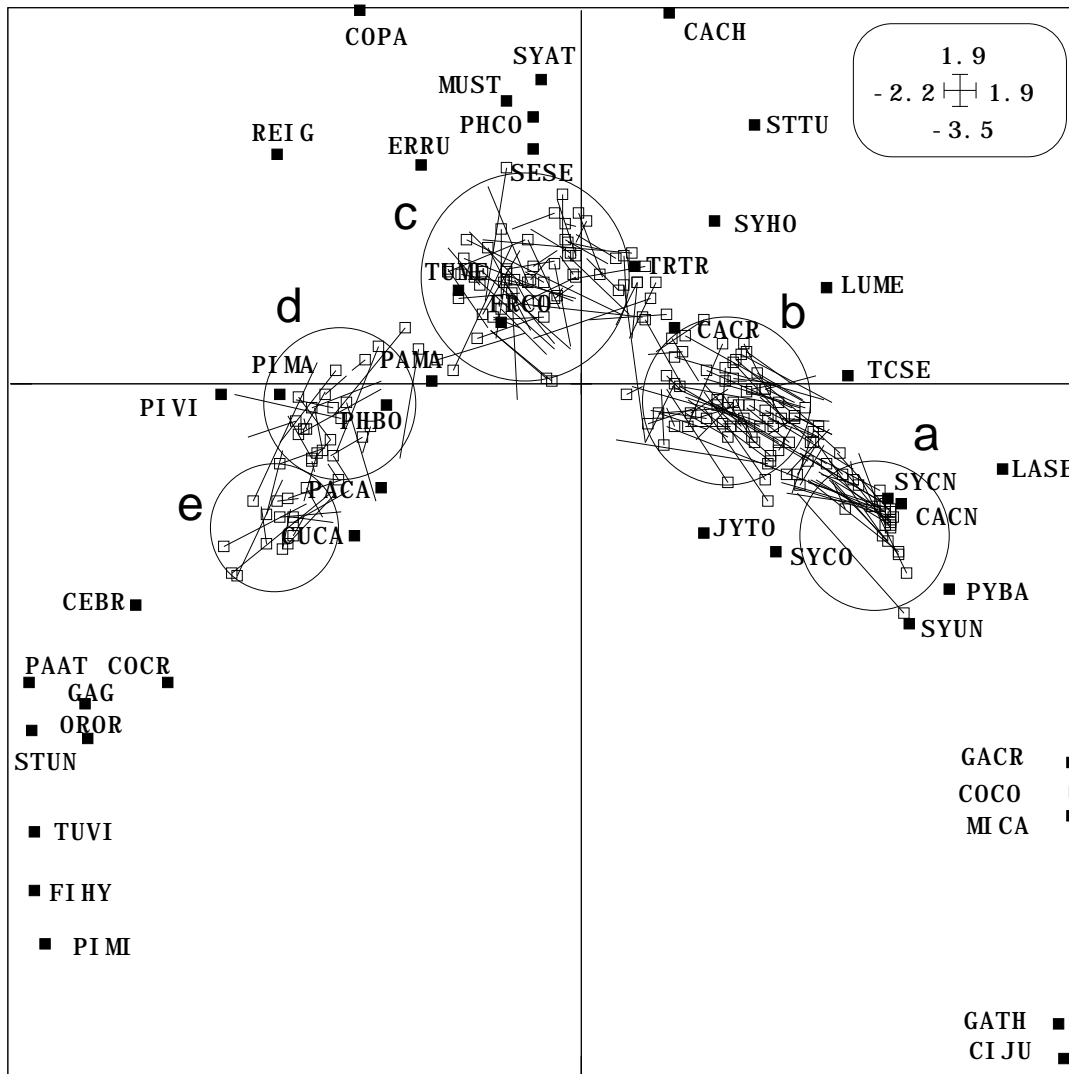 COPA
CACH
SYAT
1.9
MUST
-2.2 1.9
PHCO
STTU
-3.5
REIG
ERRU
SESE
c
SYHO
TUME
TRTR
LUME
d
FRCO
b
CACR
PIMA
PAMA
TCSE
PIVI
PHBO
a
LASE
PACA
SYCN
e
CACN
CUCA
JYTO
SYCO
PYBA
CEBR
SYUN
PAAT COCR
GAG
OROR
STUN
GACR
COCO
MICA
TUVI
FIHY
PIMI
GATH
CIJU